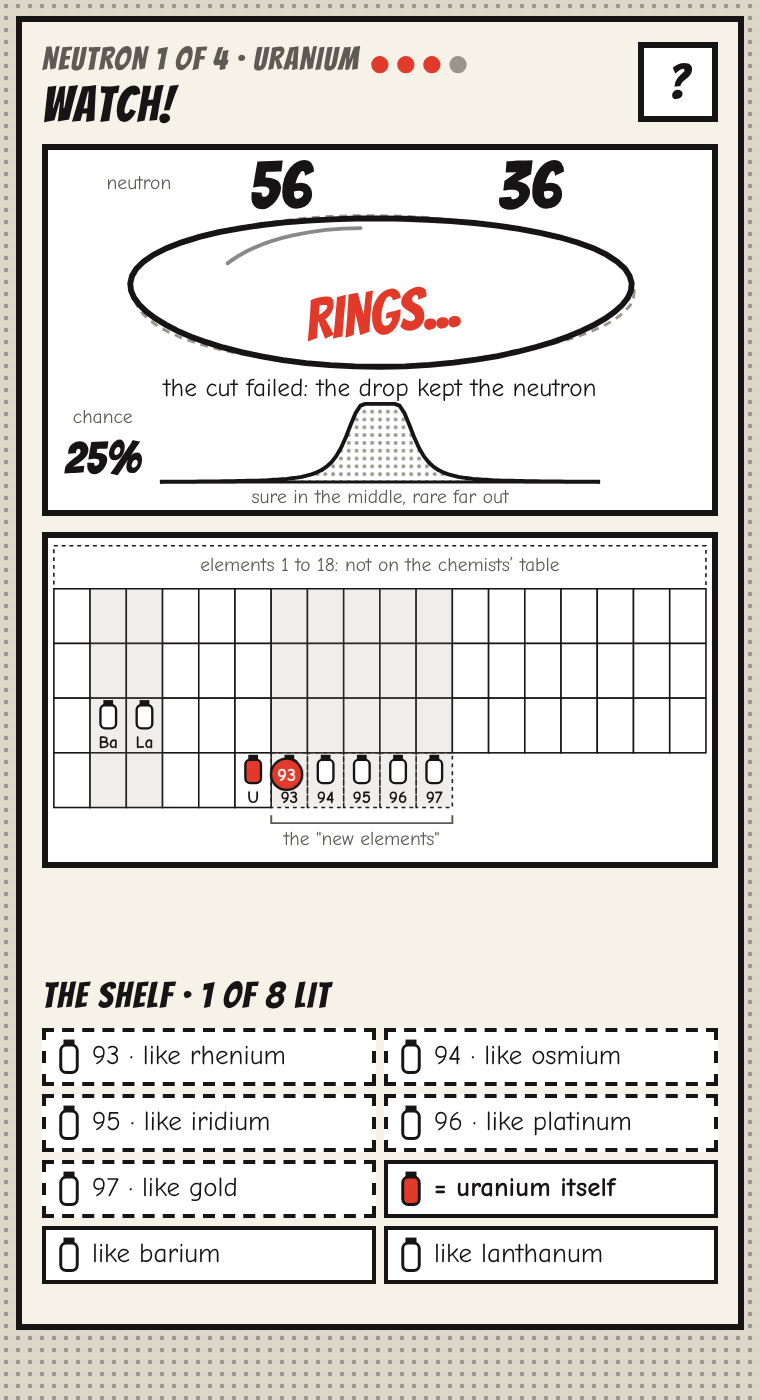 NEUTRON 1 OF 4 · URANIUM
WATCH!
?
neutron
56
36
RINGS...
the cut failed: the drop kept the neutron
chance
25%
sure in the middle, rare far out
elements 1 to 18: not on the chemists' table
Ba La
93
U 93 94 95 96 97
the "new elements"
THE SHELF · 1 OF 8 LIT
93 · like rhenium
94 · like osmium
95 · like iridium
96 · like platinum
97 · like gold
= uranium itself
like barium
like lanthanum